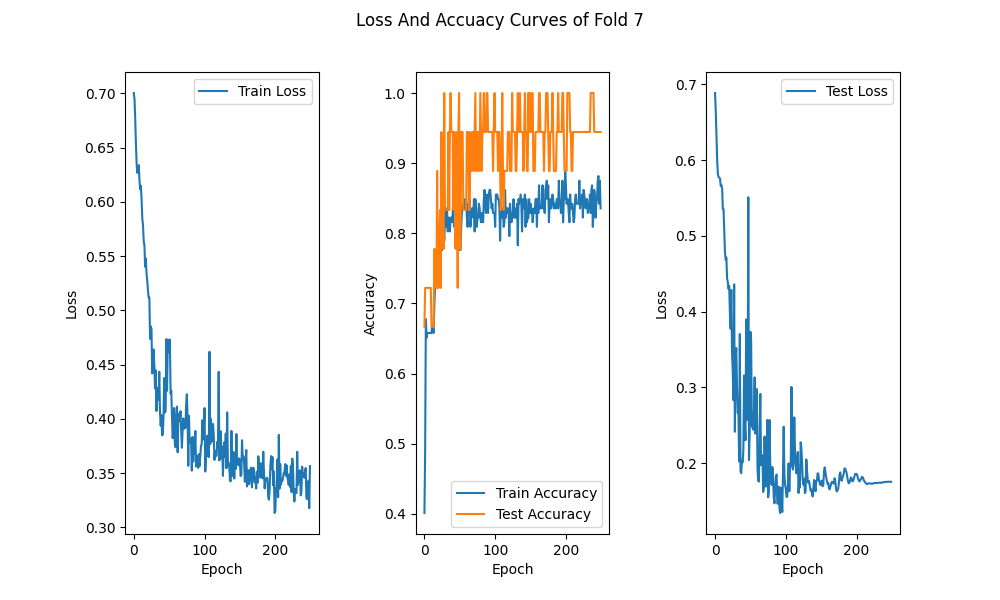 Loss And Accuacy Curves of Fold 7
Train Loss
0.70
0.65
0.60
0.55
0.50
0.45
0.40
0.35
0.30
Loss
0
100
200
Epoch
1.0
0.9
0.8
0.7
0.6
0.5
0.4
Accuracy
Train Accuracy
Test Accuracy
0
100
200
Epoch
Test Loss
0.7
0.6
0.5
0.4
0.3
0.2
Loss
0
100
200
Epoch